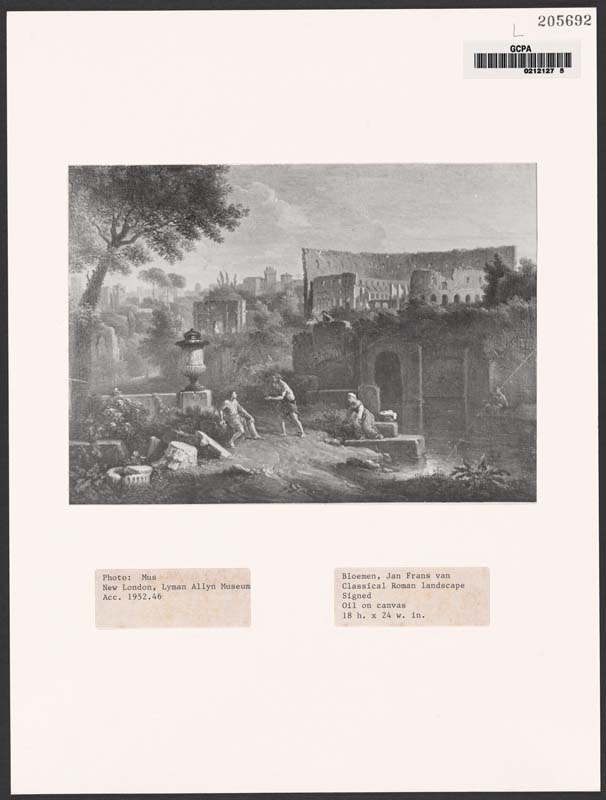 L 205692
GCPA
0212127 5
Photo: Mus
New London, Lyman Allyn Museum
Acc. 1952.46
Bloemen, Jan Frans van
Classical Roman landscape
Signed
Oil on canvas
18 h. x 24 w. in.